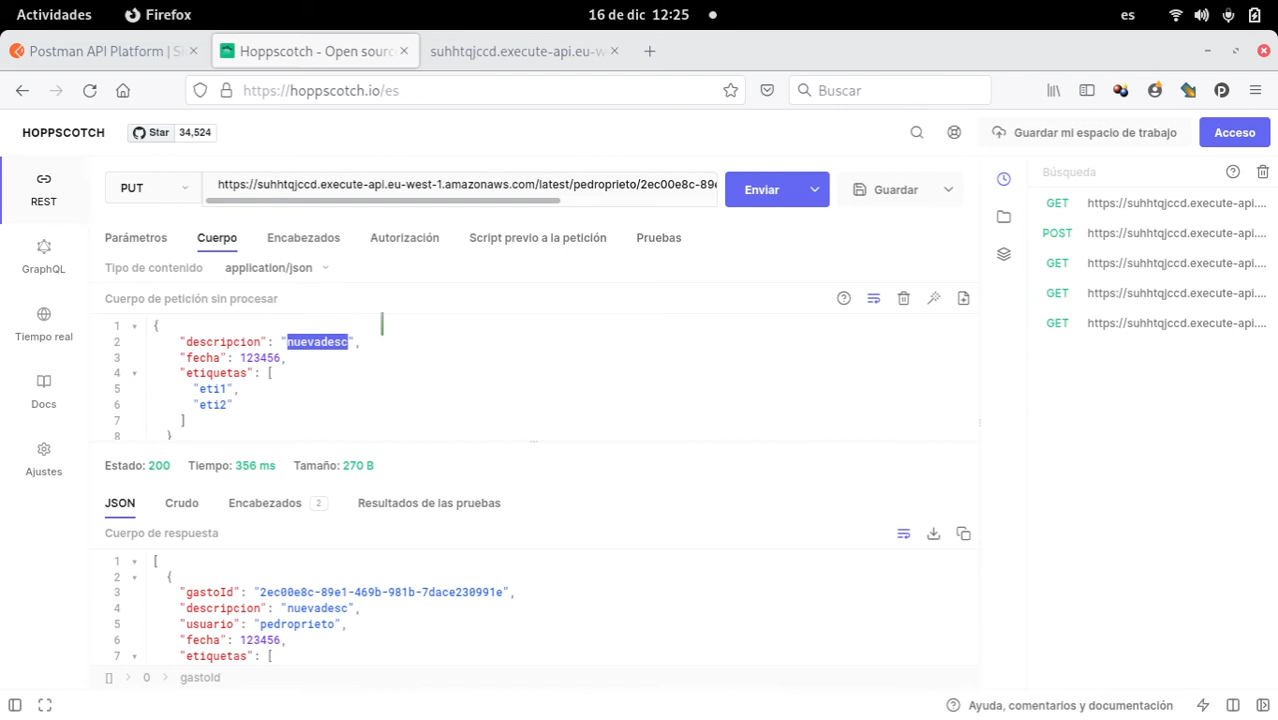 Actividades Firefox 16 de dic 12:25 es
Postman API Platform | Si
Hoppscotch - Open sourc
suhhtqjccd.execute-api.eu-w
https://hoppscotch.io/es
Buscar
HOPPSCOTCH
Star 34,524
Guardar mi espacio de trabajo
Acceso
REST
GraphQL
Tiempo real
Docs
Ajustes
PUT
https://suhhtqjccd.execute-api.eu-west-1.amazonaws.com/latest/pedroprieto/2ec00e8c-89e
Enviar
Guardar
Parámetros Cuerpo Encabezados Autorización Script previo a la petición Pruebas
Tipo de contenido application/json
Cuerpo de petición sin procesar
1 {
2 "descripcion": "nuevadesc",
3 "fecha": 123456,
4 "etiquetas": [
5 "eti1",
6 "eti2"
7 ]
8 }
Estado: 200 Tiempo: 356 ms Tamaño: 270 B
JSON Crudo Encabezados 2 Resultados de las pruebas
Cuerpo de respuesta
1 [
2 {
3 "gastoId": "2ec00e8c-89e1-469b-981b-7dace230991e",
4 "descripcion": "nuevadesc",
5 "usuario": "pedroprieto",
6 "fecha": 123456,
7 "etiquetas": [
[] > 0 > gastoId
Búsqueda
GET https://suhhtqjccd.execute-api....
POST https://suhhtqjccd.execute-api....
GET https://suhhtqjccd.execute-api....
GET https://suhhtqjccd.execute-api....
GET https://suhhtqjccd.execute-api....
Ayuda, comentarios y documentación